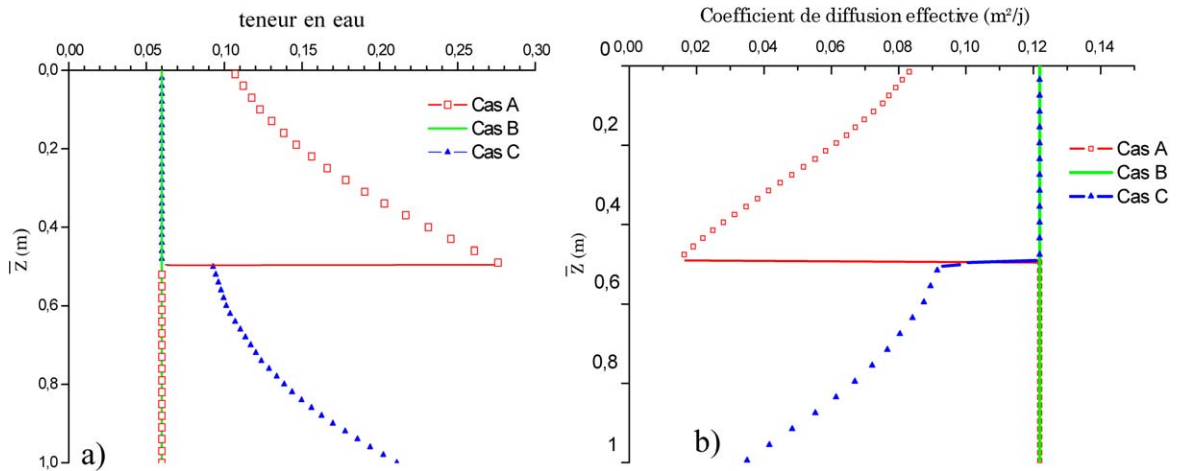 teneur en eau
0,00 0,05 0,10 0,15 0,20 0,25 0,30
0,0
0,2
0,4
0,6
0,8
1,0
Z (m)
Cas A
Cas B
Cas C
a)
Coefficient de diffusion effective (m²/j)
0,00 0,02 0,04 0,06 0,08 0,10 0,12 0,14
0,2
0,4
0,6
0,8
1
Z (m)
Cas A
Cas B
Cas C
b)